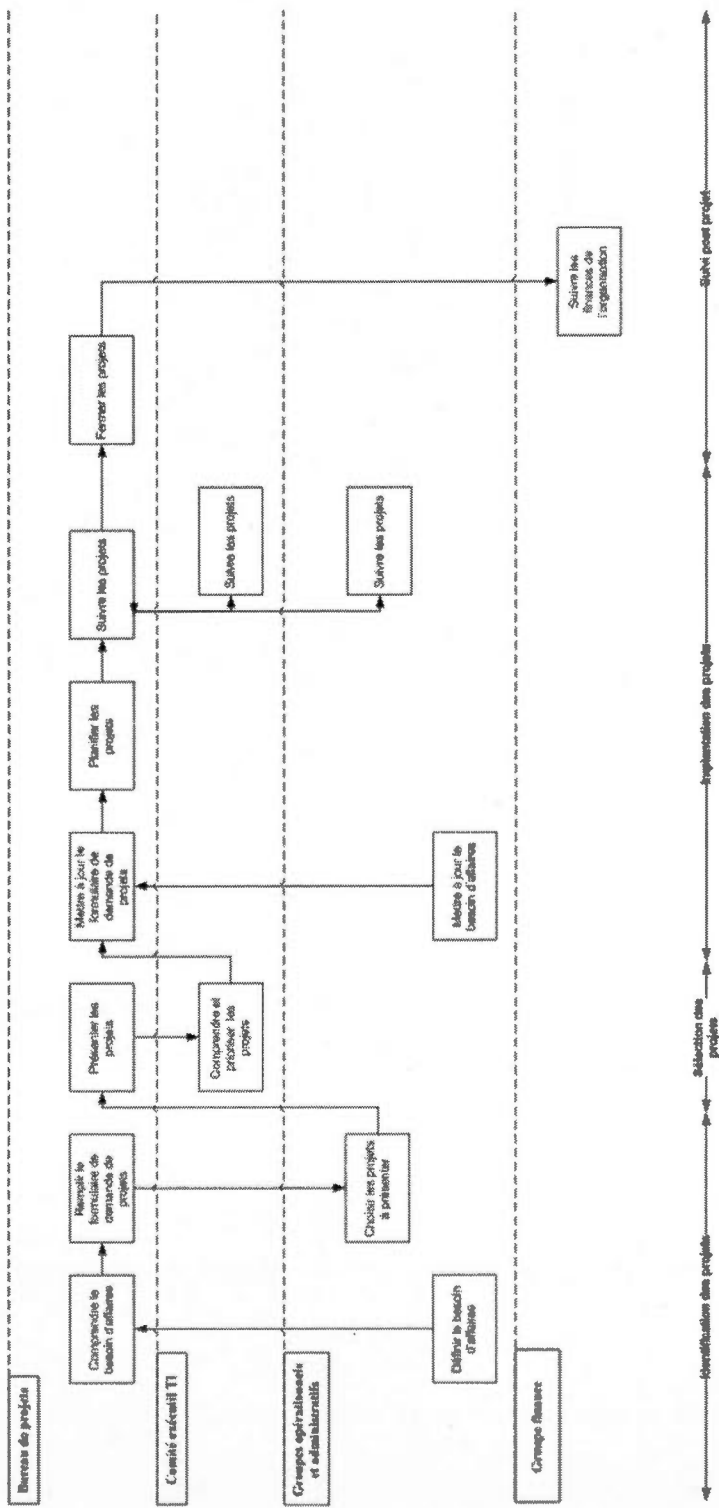 Bureau de projets
Comprendre le
besoin d'affaires
Remplir le
formulaire de
demande de
projets
Présenter les
projets
Mettre à jour le
formulaire de
demande de
projets
Planifier les
projets
Suivre les projets
Fermer les projets
Comité exécutif TI
Comprendre et
prioriser les
projets
Suivre les projets
Groupes opérationnels
et administratifs
Définir le besoin
d'affaires
Choisir les projets
à présenter
Mettre à jour le
besoin d'affaires
Suivre les projets
Groupe finance
Suivre les
finances de
l'organisation
Identification des projets
Sélection des
projets
Implantation des projets
Suivi post projet